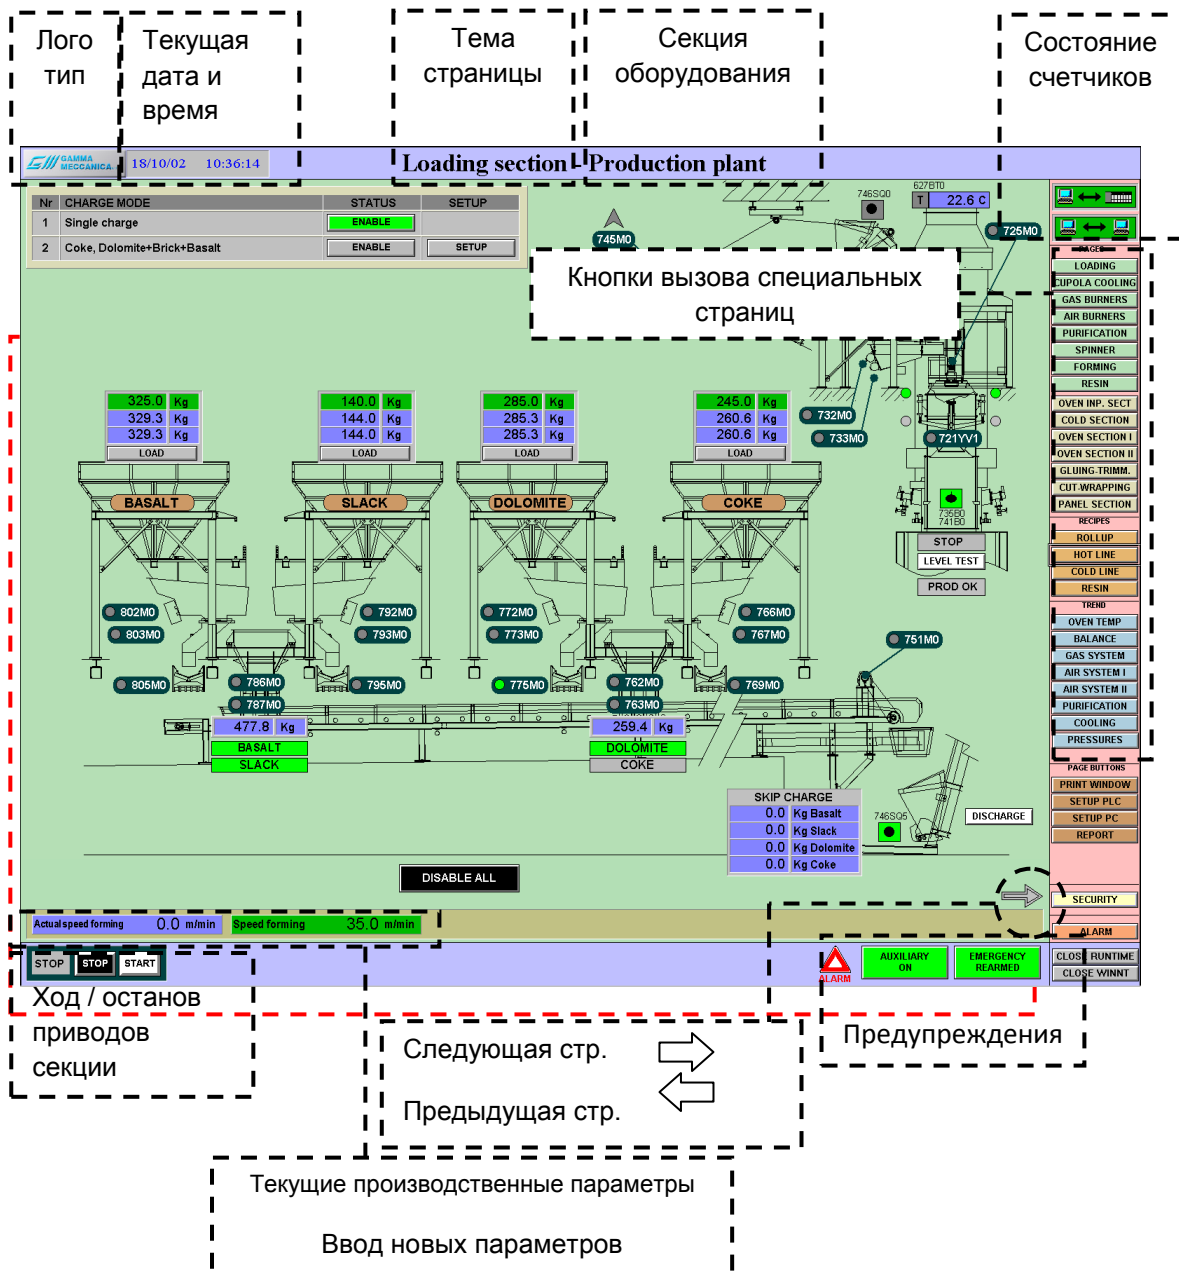 Лого
тип
Текущая
дата и
время
Тема
страницы
Секция
оборудования
Состояние
счетчиков
GAMMA
MECCANICA
18/10/02 10:36:14
Loading section - Production plant
Nr CHARGE MODE STATUS SETUP
1 Single charge ENABLE
2 Coke, Dolomite+Brick+Basalt ENABLE SETUP
745M0
746SQ0
627BT0
T 22.6 C
725M0
Кнопки вызова специальных
страниц
732M0
733M0
721YV1
735B0
741B0
STOP
LEVEL TEST
PROD OK
325.0 Kg
329.3 Kg
329.3 Kg
LOAD
BASALT
140.0 Kg
144.0 Kg
144.0 Kg
LOAD
SLACK
285.0 Kg
285.3 Kg
285.3 Kg
LOAD
DOLOMITE
245.0 Kg
260.6 Kg
260.6 Kg
LOAD
COKE
802M0
803M0
805M0
792M0
793M0
795M0
786M0
787M0
772M0
773M0
775M0
762M0
763M0
766M0
767M0
769M0
751M0
477.8 Kg
BASALT
SLACK
259.4 Kg
DOLOMITE
COKE
SKIP CHARGE
0.0 Kg Basalt
0.0 Kg Slack
0.0 Kg Dolomite
0.0 Kg Coke
746SQ5
DISCHARGE
DISABLE ALL
PAGES
LOADING
CUPOLA COOLING
GAS BURNERS
AIR BURNERS
PURIFICATION
SPINNER
FORMING
RESIN
OVEN INP. SECT
COLD SECTION
OVEN SECTION I
OVEN SECTION II
GLUING-TRIMM.
CUT-WRAPPING
PANEL SECTION
RECIPES
ROLLUP
HOT LINE
COLD LINE
RESIN
TREND
OVEN TEMP
BALANCE
GAS SYSTEM
AIR SYSTEM I
AIR SYSTEM II
PURIFICATION
COOLING
PRESSURES
PAGE BUTTONS
PRINT WINDOW
SETUP PLC
SETUP PC
REPORT
SECURITY
ALARM
CLOSE RUNTIME
CLOSE WINNT
Actual speed forming 0.0 m/min Speed forming 35.0 m/min
STOP STOP START
ALARM
AUXILIARY
ON
EMERGENCY
REARMED
Ход / останов
приводов
секции
Следующая стр.
Предыдущая стр.
Предупреждения
Текущие производственные параметры
Ввод новых параметров